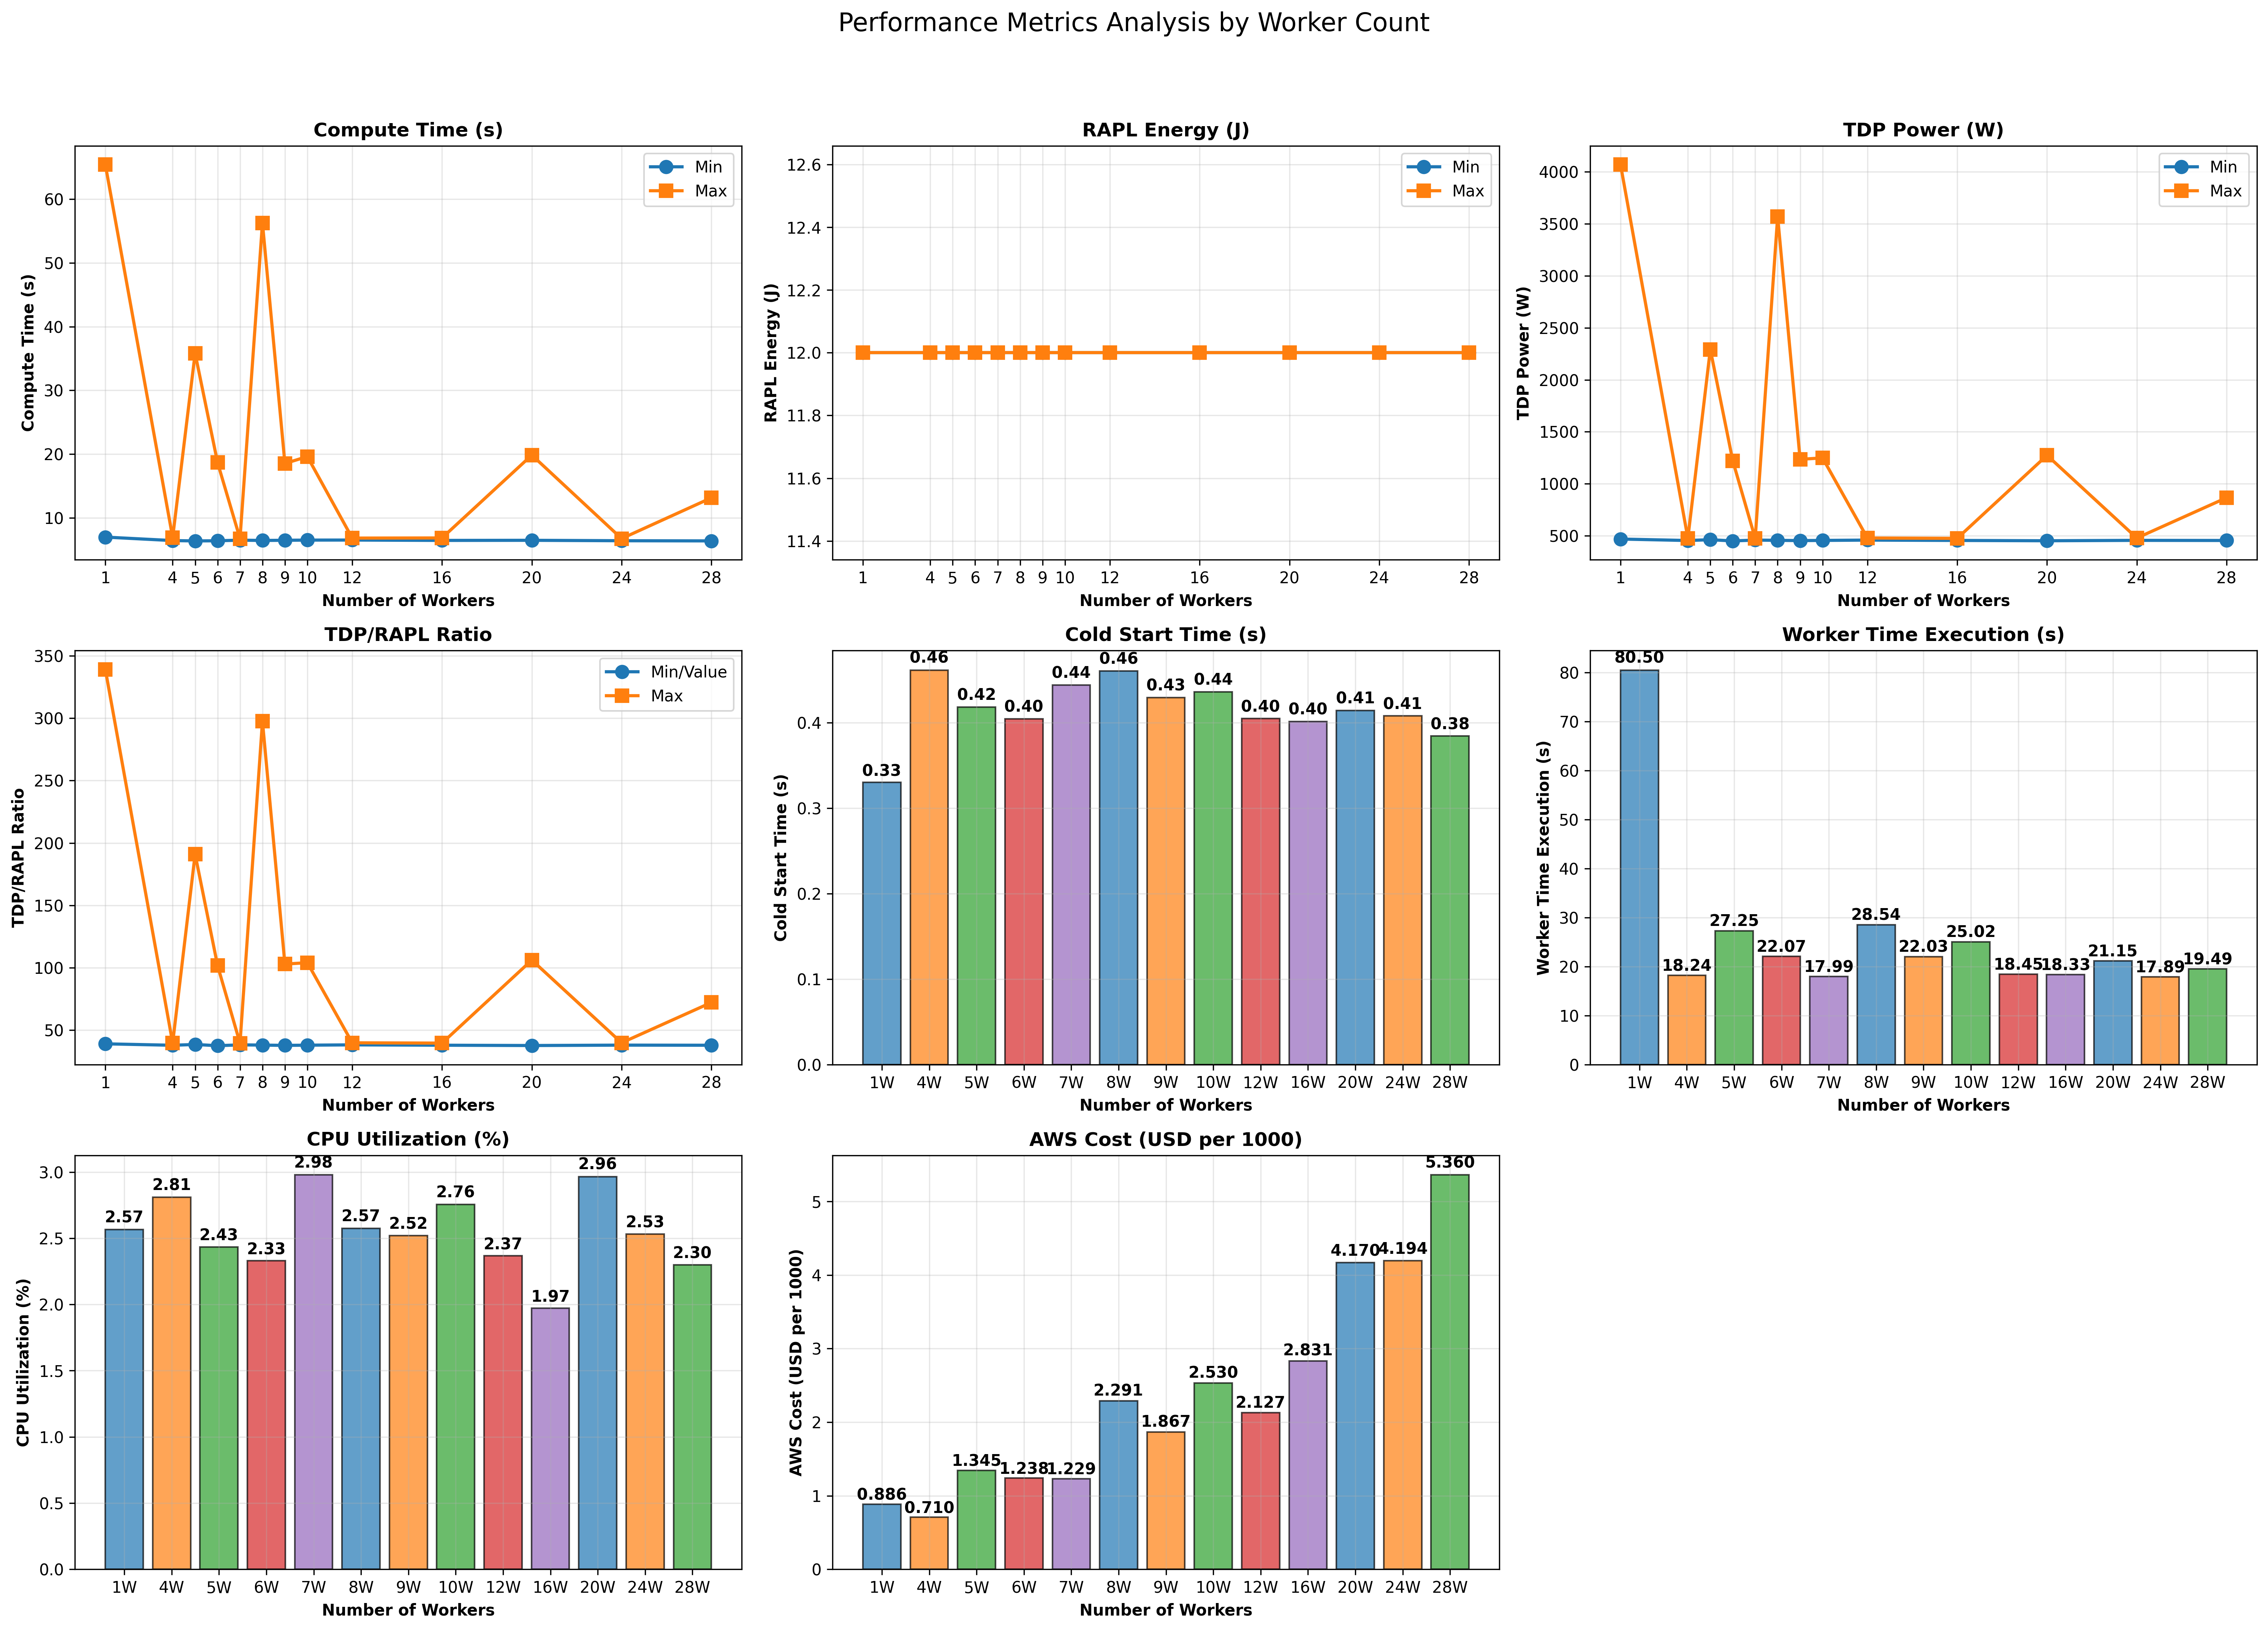 Performance Metrics Analysis by Worker Count
Compute Time (s)
Compute Time (s)
60
50
40
30
20
10
Min
Max
1 4 5 6 7 8 9 10 12 16 20 24 28
Number of Workers
RAPL Energy (J)
RAPL Energy (J)
12.6
12.4
12.2
12.0
11.8
11.6
11.4
Min
Max
1 4 5 6 7 8 9 10 12 16 20 24 28
Number of Workers
TDP Power (W)
TDP Power (W)
4000
3500
3000
2500
2000
1500
1000
500
Min
Max
1 4 5 6 7 8 9 10 12 16 20 24 28
Number of Workers
TDP/RAPL Ratio
TDP/RAPL Ratio
350
300
250
200
150
100
50
Min/Value
Max
1 4 5 6 7 8 9 10 12 16 20 24 28
Number of Workers
Cold Start Time (s)
Cold Start Time (s)
0.4
0.3
0.2
0.1
0.0
0.33 0.46 0.42 0.40 0.44 0.46 0.43 0.44 0.40 0.40 0.41 0.41 0.38
1W 4W 5W 6W 7W 8W 9W 10W 12W 16W 20W 24W 28W
Number of Workers
Worker Time Execution (s)
Worker Time Execution (s)
80
70
60
50
40
30
20
10
0
80.50 18.24 27.25 22.07 17.99 28.54 22.03 25.02 18.45 18.33 21.15 17.89 19.49
1W 4W 5W 6W 7W 8W 9W 10W 12W 16W 20W 24W 28W
Number of Workers
CPU Utilization (%)
CPU Utilization (%)
3.0
2.5
2.0
1.5
1.0
0.5
0.0
2.57 2.81 2.43 2.33 2.98 2.57 2.52 2.76 2.37 1.97 2.96 2.53 2.30
1W 4W 5W 6W 7W 8W 9W 10W 12W 16W 20W 24W 28W
Number of Workers
AWS Cost (USD per 1000)
AWS Cost (USD per 1000)
5
4
3
2
1
0
0.886 0.710 1.345 1.238 1.229 2.291 1.867 2.530 2.127 2.831 4.170 4.194 5.360
1W 4W 5W 6W 7W 8W 9W 10W 12W 16W 20W 24W 28W
Number of Workers